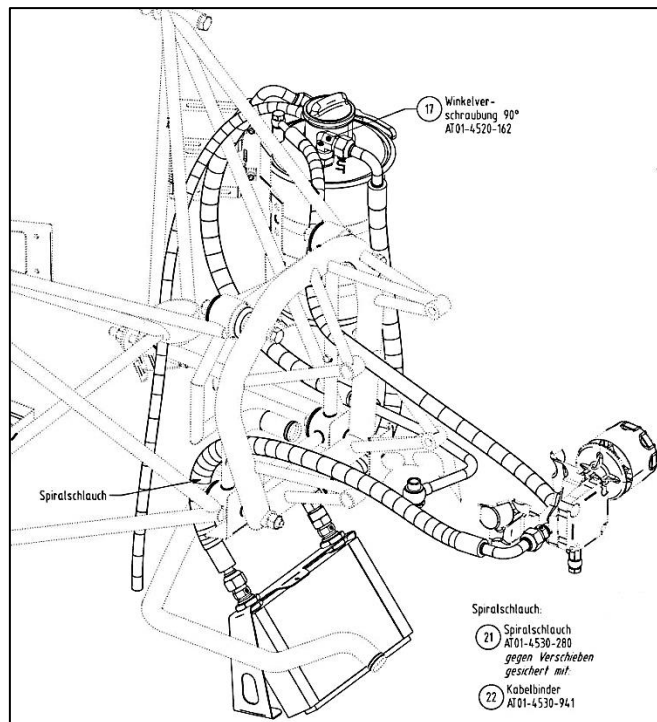 17 Winkelver-
schraubung 90°
AT01-4520-162
OUT
Spiralschlauch
Spiralschlauch:
21 Spiralschlauch
AT01-4530-280
gegen Verschieben
gesichert mit:
22 Kabelbinder
AT01-4530-941